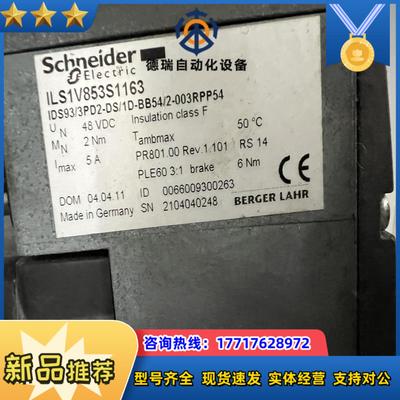 Schneider
Electric
德瑞自动化设备
ILS1V853S1163
IDS93/3PD2-DS/1D-BB54/2-003RPP54
UN 48 VDC Insulation class F
MN 2 Nm Tambmax 50 °C
Imax 5 A PR801.00 Rev.1.101 RS 14
PLE60 3:1 brake 6 Nm
DOM 04.04.11 ID 0066009300263
Made in Germany SN 2104040248
CE
BERGER LAHR
咨询热线：17717628972
新品推荐
型号齐全 现货速发 实体经营 支持对公